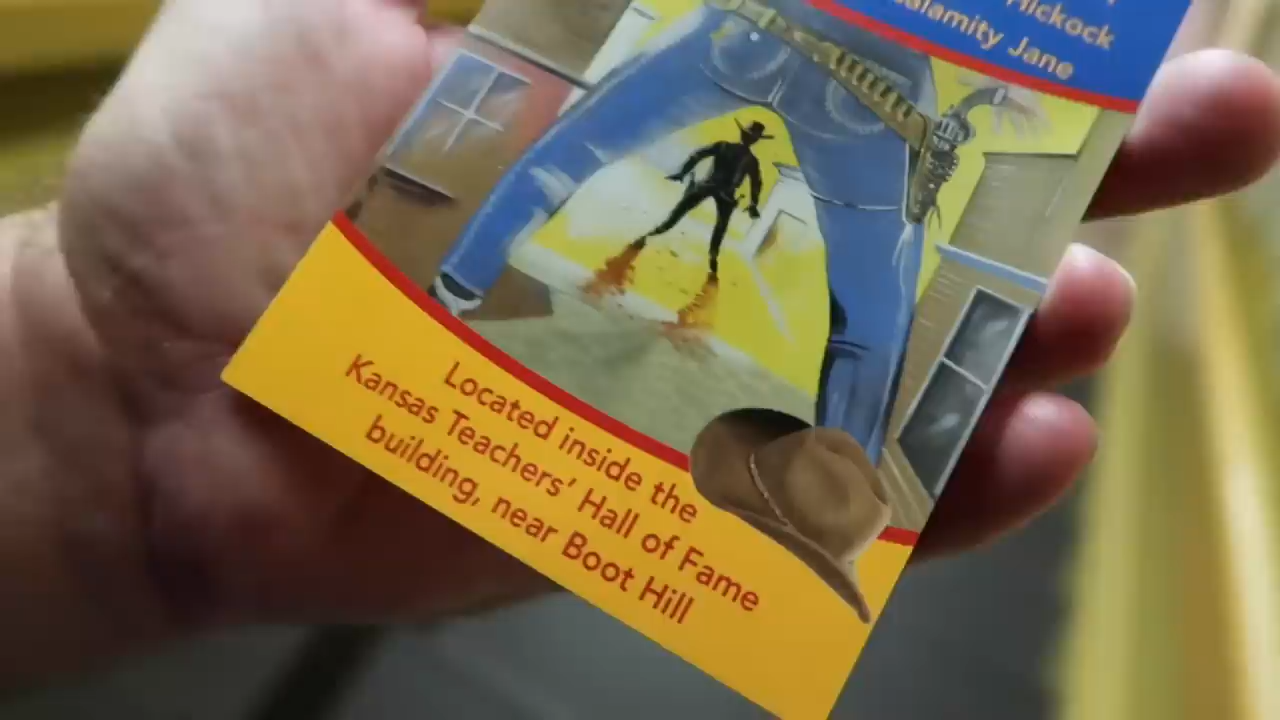 Hickock
Calamity Jane
Located inside the
Kansas Teachers' Hall of Fame
building, near Boot Hill